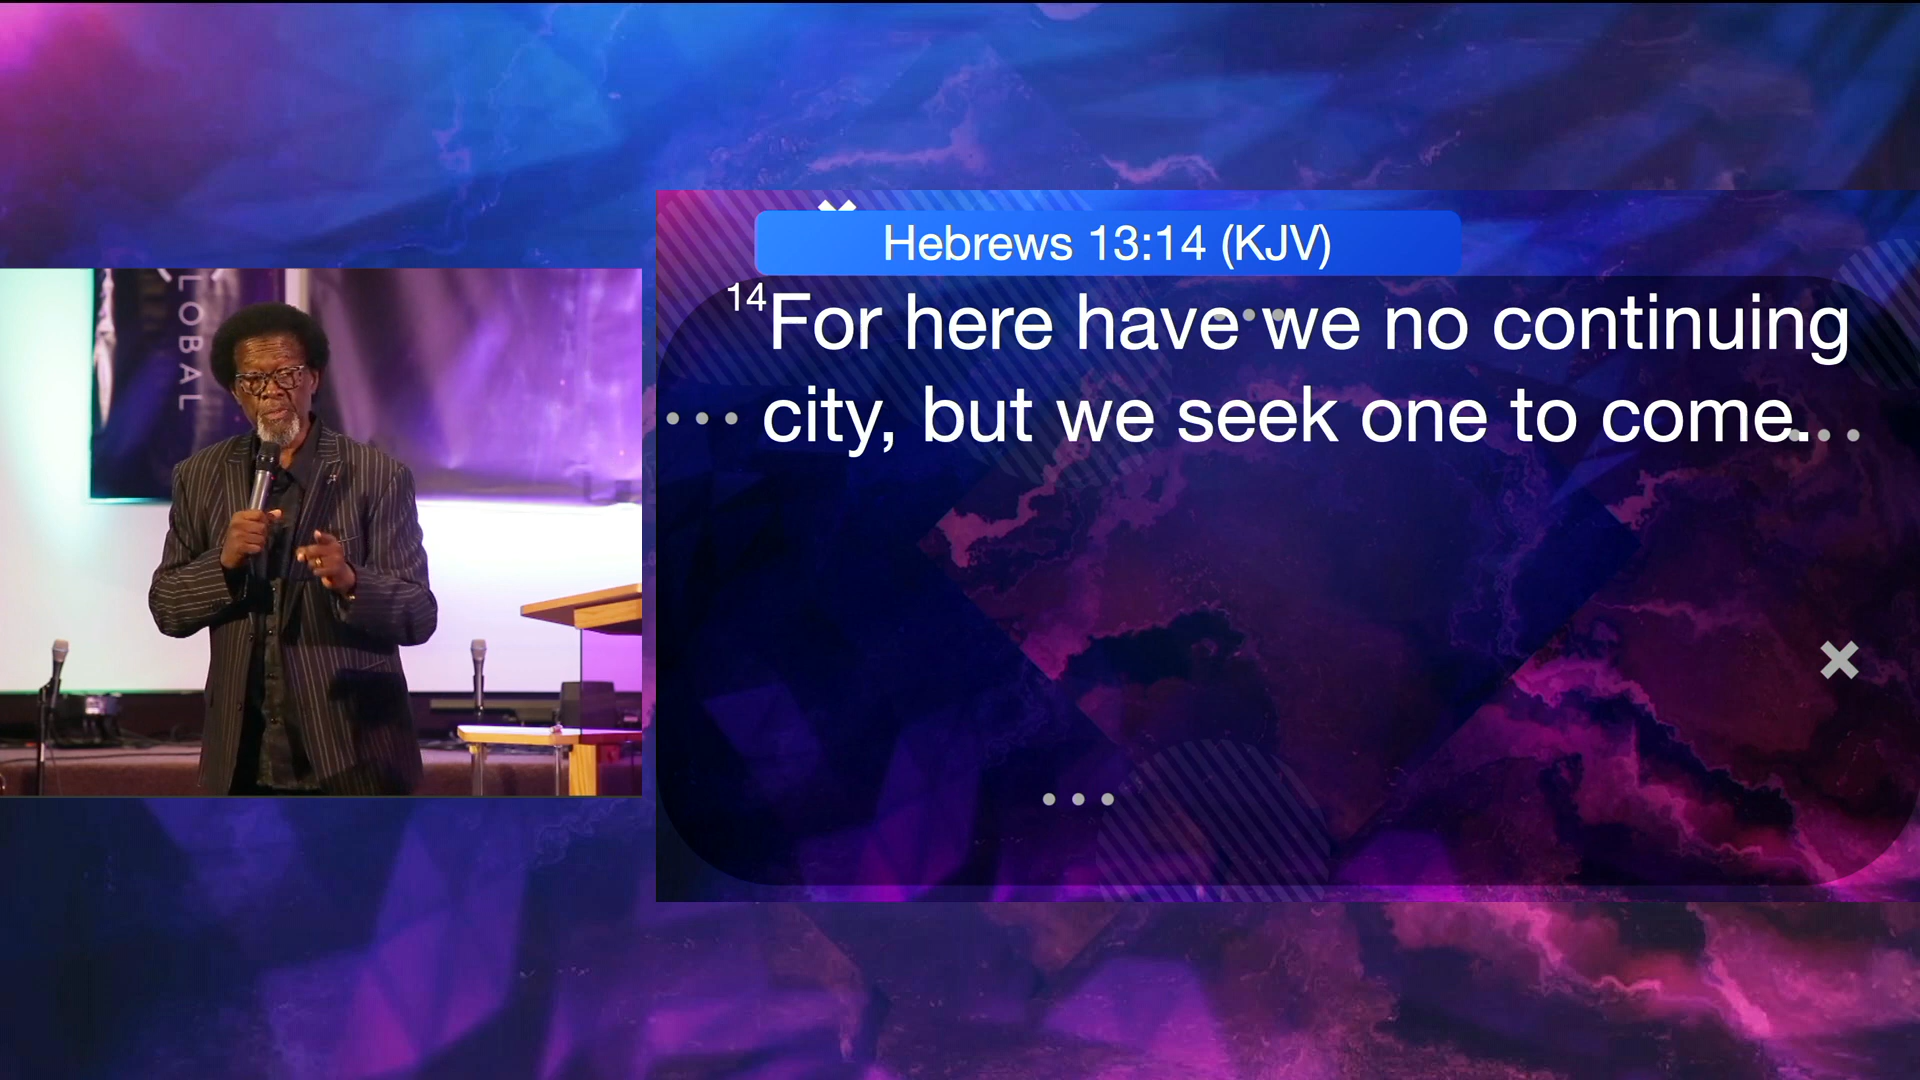 LOBAL
Hebrews 13:14 (KJV)
14For here have we no continuing
city, but we seek one to come.